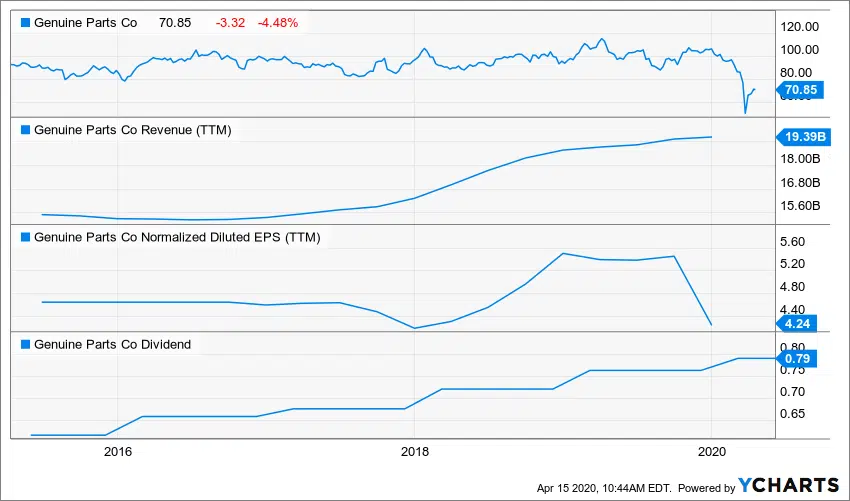 Genuine Parts Co 70.85 -3.32 -4.48%
120.00
100.00
80.00
70.85
Genuine Parts Co Revenue (TTM)
19.39B
18.00B
16.80B
15.60B
Genuine Parts Co Normalized Diluted EPS (TTM)
5.60
5.20
4.80
4.40
4.24
Genuine Parts Co Dividend
0.80
0.79
0.75
0.70
0.65
2016 2018 2020
Apr 15 2020, 10:44AM EDT. Powered by YCHARTS